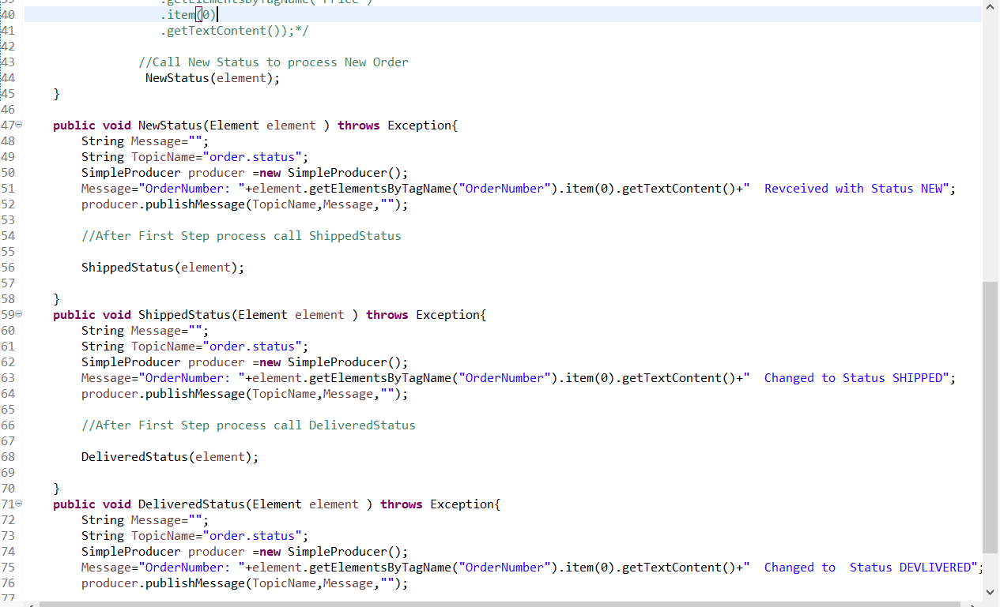 39 .getElementsByTagName("Price")
40 .item(0)
41 .getTextContent());*/
42
43 //Call New Status to process New Order
44 NewStatus(element);
45 }
46
47 public void NewStatus(Element element ) throws Exception{
48 String Message="";
49 String TopicName="order.status";
50 SimpleProducer producer =new SimpleProducer();
51 Message="OrderNumber: "+element.getElementsByTagName("OrderNumber").item(0).getTextContent()+"  Revceived with Status NEW";
52 producer.publishMessage(TopicName,Message,"");
53
54 //After First Step process call ShippedStatus
55
56 ShippedStatus(element);
57
58 }
59 public void ShippedStatus(Element element ) throws Exception{
60 String Message="";
61 String TopicName="order.status";
62 SimpleProducer producer =new SimpleProducer();
63 Message="OrderNumber: "+element.getElementsByTagName("OrderNumber").item(0).getTextContent()+"  Changed to Status SHIPPED";
64 producer.publishMessage(TopicName,Message,"");
65
66 //After First Step process call DeliveredStatus
67
68 DeliveredStatus(element);
69
70 }
71 public void DeliveredStatus(Element element ) throws Exception{
72 String Message="";
73 String TopicName="order.status";
74 SimpleProducer producer =new SimpleProducer();
75 Message="OrderNumber: "+element.getElementsByTagName("OrderNumber").item(0).getTextContent()+"  Changed to  Status DEVLIVERED";
76 producer.publishMessage(TopicName,Message,"");
77